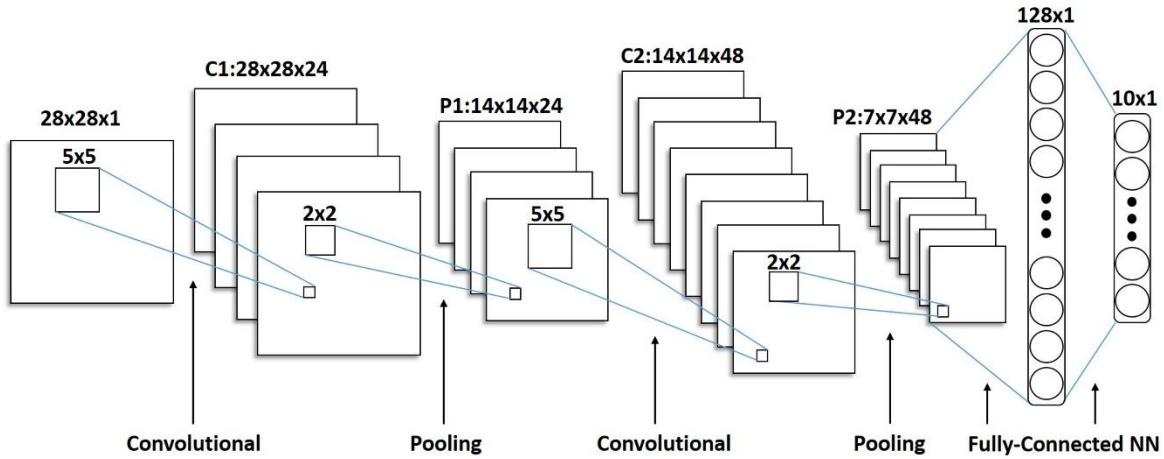 128x1
C1:28x28x24
C2:14x14x48
10x1
P1:14x14x24
P2:7x7x48
28x28x1
5x5
2x2
5x5
2x2
Convolutional
Pooling
Convolutional
Pooling
Fully-Connected NN